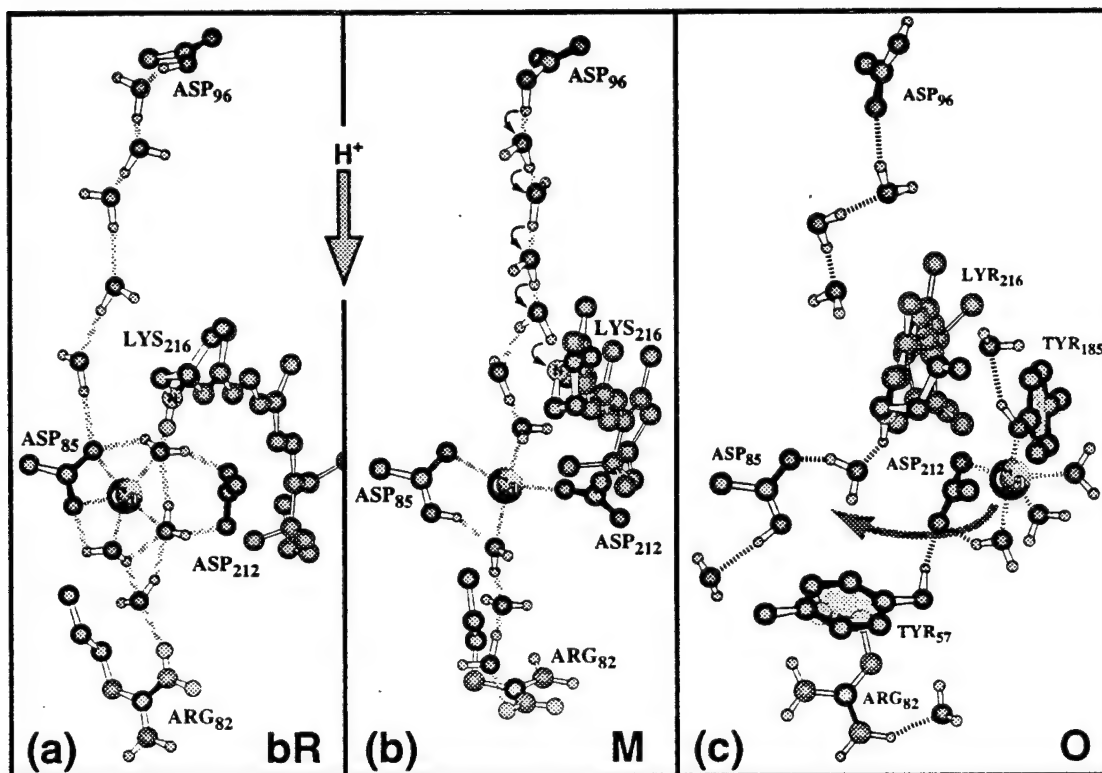 ASP96
H+
LYS216
ASP85
ASP212
ARG82
(a) bR
ASP96
LYS216
ASP85
ASP212
ARG82
(b) M
ASP96
LYR216
TYR185
ASP85
ASP212
TYR57
ARG82
(c) O